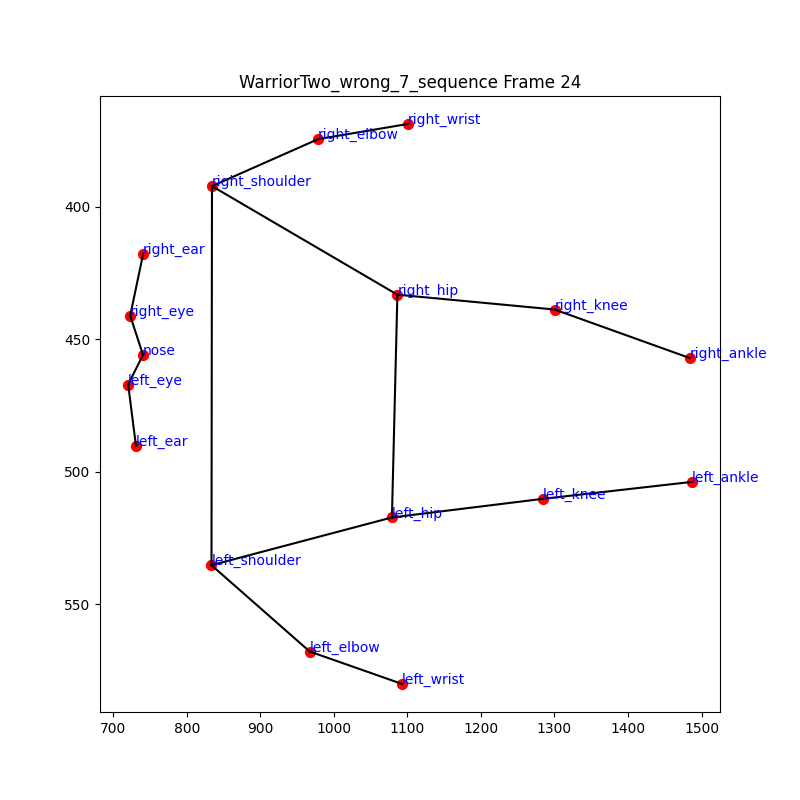 WarriorTwo_wrong_7_sequence Frame 24
right_wrist
right_elbow
right_shoulder
400
right_ear
right_hip
right_knee
right_eye
450
nose
right_ankle
left_eye
left_ear
500
left_ankle
left_knee
left_hip
left_shoulder
550
left_elbow
left_wrist
700 800 900 1000 1100 1200 1300 1400 1500